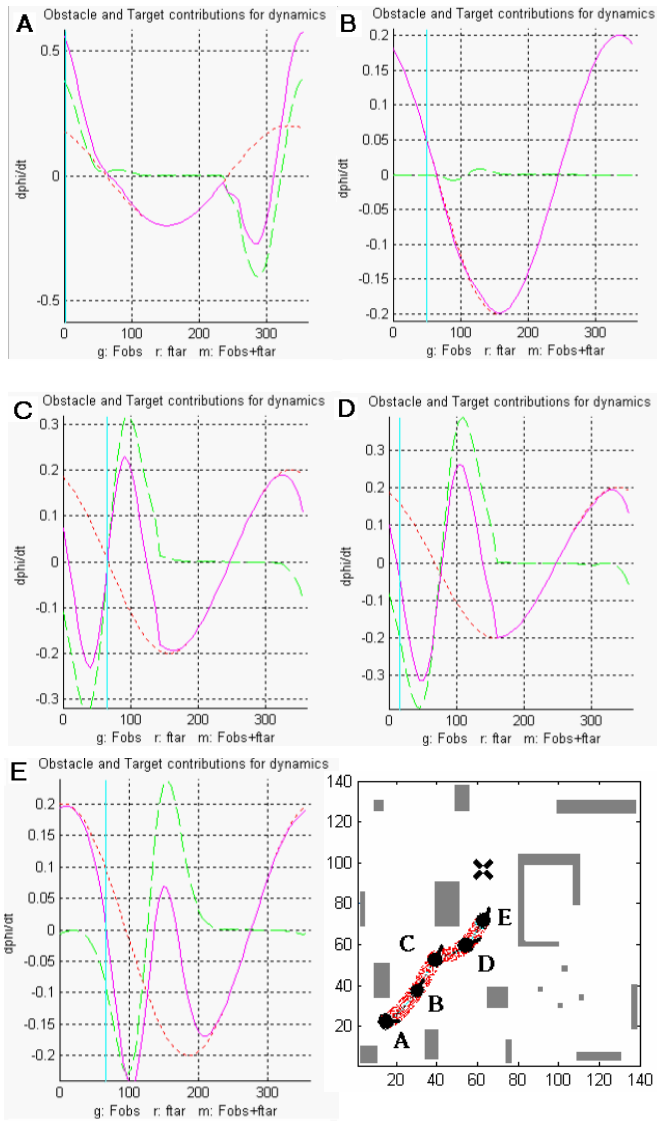 A
Obstacle and Target contributions for dynamics
0.5
0
-0.5
dphi/dt
0 100 200 300
g: Fobs r: ftar m: Fobs+ftar
B
Obstacle and Target contributions for dynamics
0.2
0.15
0.1
0.05
0
-0.05
-0.1
-0.15
-0.2
dphi/dt
0 100 200 300
g: Fobs r: ftar m: Fobs+ftar
C
Obstacle and Target contributions for dynamics
0.3
0.2
0.1
0
-0.1
-0.2
-0.3
dphi/dt
0 100 200 300
g: Fobs r: ftar m: Fobs+ftar
D
Obstacle and Target contributions for dynamics
0.3
0.2
0.1
0
-0.1
-0.2
-0.3
dphi/dt
0 100 200 300
g: Fobs r: ftar m: Fobs+ftar
E
Obstacle and Target contributions for dynamics
0.2
0.15
0.1
0.05
0
-0.05
-0.1
-0.15
-0.2
dphi/dt
0 100 200 300
g: Fobs r: ftar m: Fobs+ftar
140
120
100
80
60
40
20
E
C
D
B
A
20 40 60 80 100 120 140